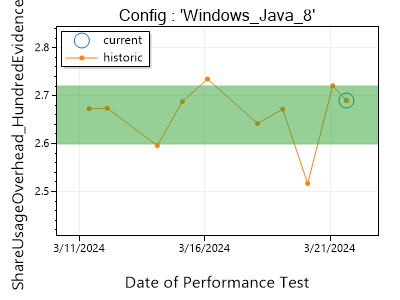 Config : 'Windows_Java_8'
current
historic
2.8
2.7
2.6
2.5
ShareUsageOverhead_HundredEvidence
3/11/2024
3/16/2024
3/21/2024
Date of Performance Test